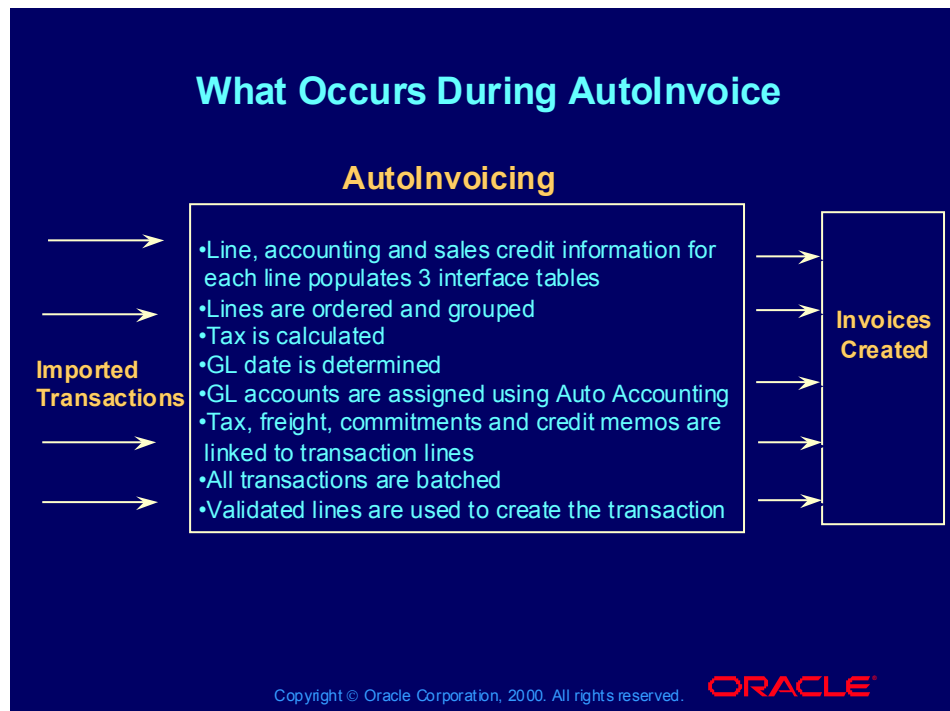 What Occurs During AutoInvoice
AutoInvoicing
Imported
Transactions
•Line, accounting and sales credit information for
each line populates 3 interface tables
•Lines are ordered and grouped
•Tax is calculated
•GL date is determined
•GL accounts are assigned using Auto Accounting
•Tax, freight, commitments and credit memos are
linked to transaction lines
•All transactions are batched
•Validated lines are used to create the transaction
Invoices
Created
Copyright © Oracle Corporation, 2000. All rights reserved.
ORACLE®